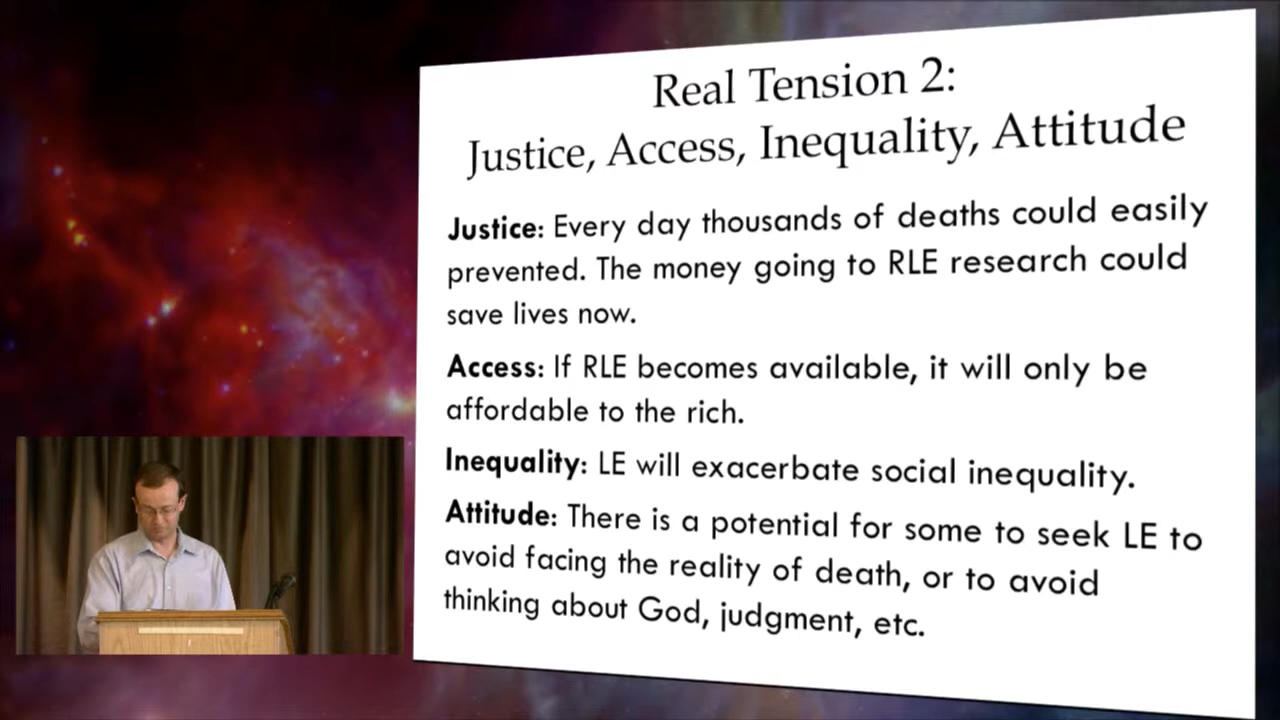 Real Tension 2:
Justice, Access, Inequality, Attitude
Justice: Every day thousands of deaths could easily
prevented. The money going to RLE research could
save lives now.
Access: If RLE becomes available, it will only be
affordable to the rich.
Inequality: LE will exacerbate social inequality.
Attitude: There is a potential for some to seek LE to
avoid facing the reality of death, or to avoid
thinking about God, judgment, etc.